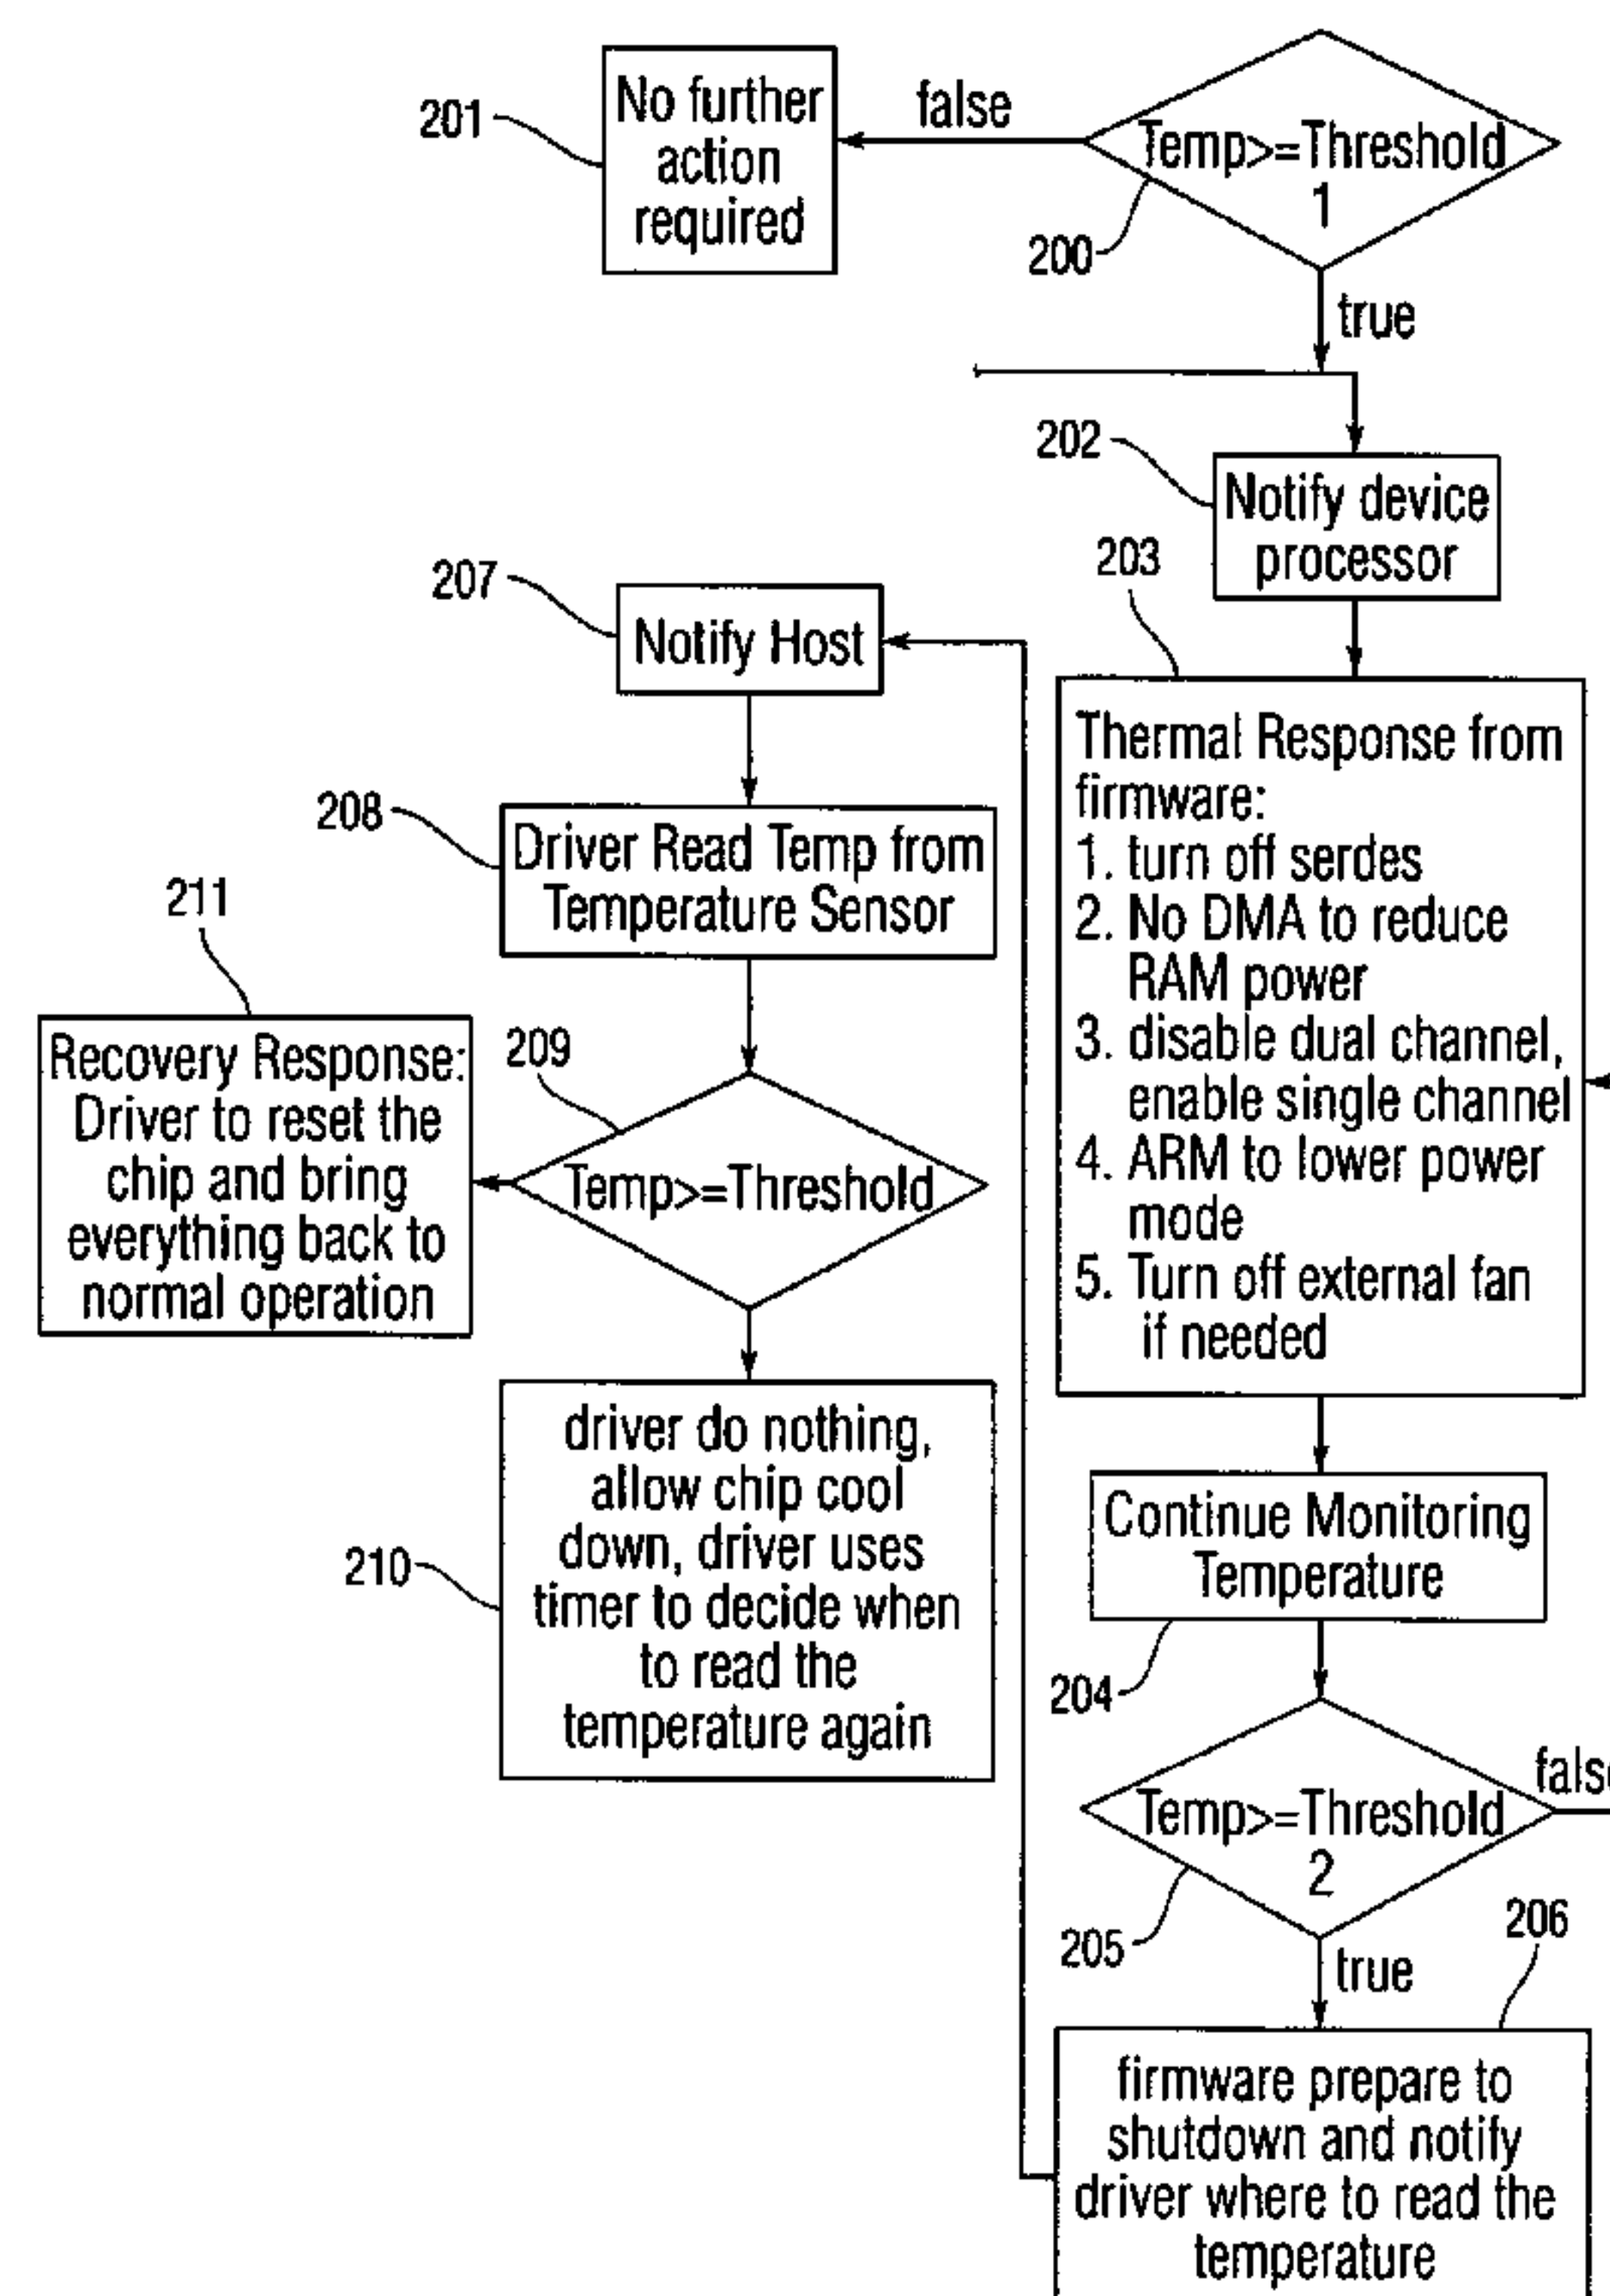 No further
action
required
201
false
Temp>=Threshold
1
200
true
202
Notify device
processor
203
207
Notify Host
Thermal Response from
firmware:
1. turn off serdes
2. No DMA to reduce
RAM power
3. disable dual channel,
enable single channel
4. ARM to lower power
mode
5. Turn off external fan
if needed
208
Driver Read Temp from
Temperature Sensor
211
Recovery Response:
Driver to reset the
chip and bring
everything back to
normal operation
209
Temp>=Threshold
driver do nothing,
allow chip cool
down, driver uses
timer to decide when
to read the
temperature again
210
Continue Monitoring
Temperature
204
Temp>=Threshold
2
false
205
true
206
firmware prepare to
shutdown and notify
driver where to read the
temperature